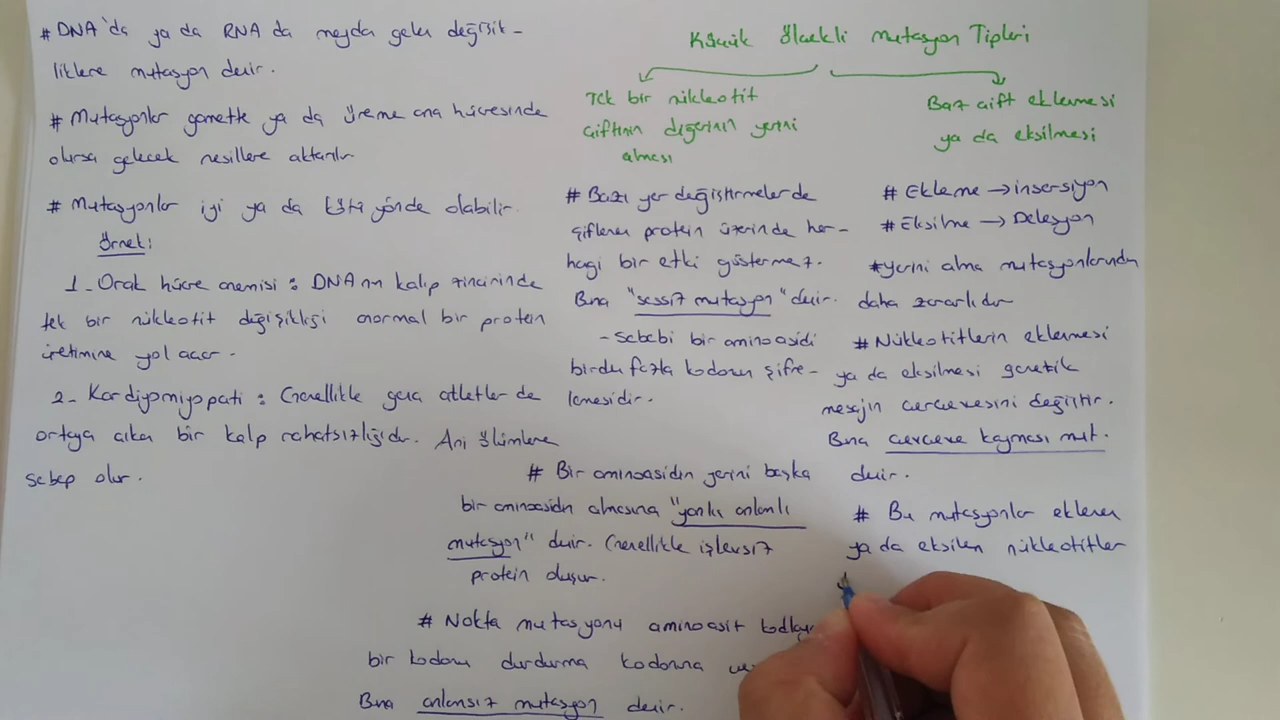 # DNA'da ya da RNA da meyda gelen değişik-
liklere mutasyon denir.
# Mutasyonlar gamette ya da üreme ana hücresinde
olursa gelecek nesillere aktarılır
# Mutasyonlar iyi ya da kötü yönde olabilir.
Örnek:
1- Orak hücre anemisi : DNA nın kalıp zincirinde
tek bir nükleotit değişikliği anormal bir protein
üretimine yol açar.
2- Kardiyomiyopati : Genellikle genç atletlerde
ortaya çıkan bir kalp rahatsızlığıdır. Ani ölümlere
sebep olur.
Küçük Ölçekli Mutasyon Tipleri
Tek bir nükleotit
çiftinin diğerinin yerini
alması
# Bazı yer değiştirmelerde
çiftlenen protein üzerinde her-
hagi bir etki göstermez.
Buna "sessiz mutasyon" denir.
- Sebebi bir aminoasidi
birden fazla kodonun şifre-
lemesidir.
# Bir aminoasidin yerini başka
bir aminoasidin almasına "yanlış anlamlı
mutasyon" denir. Genellikle işlevsiz
protein oluşur.
# Nokta mutasyonu aminoasit kodlayan
bir kodonu durdurma kodonuna
Buna anlamsız mutasyon denir.
Baz çift eklemesi
ya da eksilmesi
# Ekleme → insersiyon
# Eksilme → Delesyon
# Yerini alma mutasyonlarından
daha zararlıdır
# Nükleotitlerin eklenmesi
ya da eksilmesi genetik
mesajın çerçevesini değiştir.
Buna çerçeve kayması mut.
denir.
# Bu mutasyonlar eklenen
ya da eksilen nükleotitler